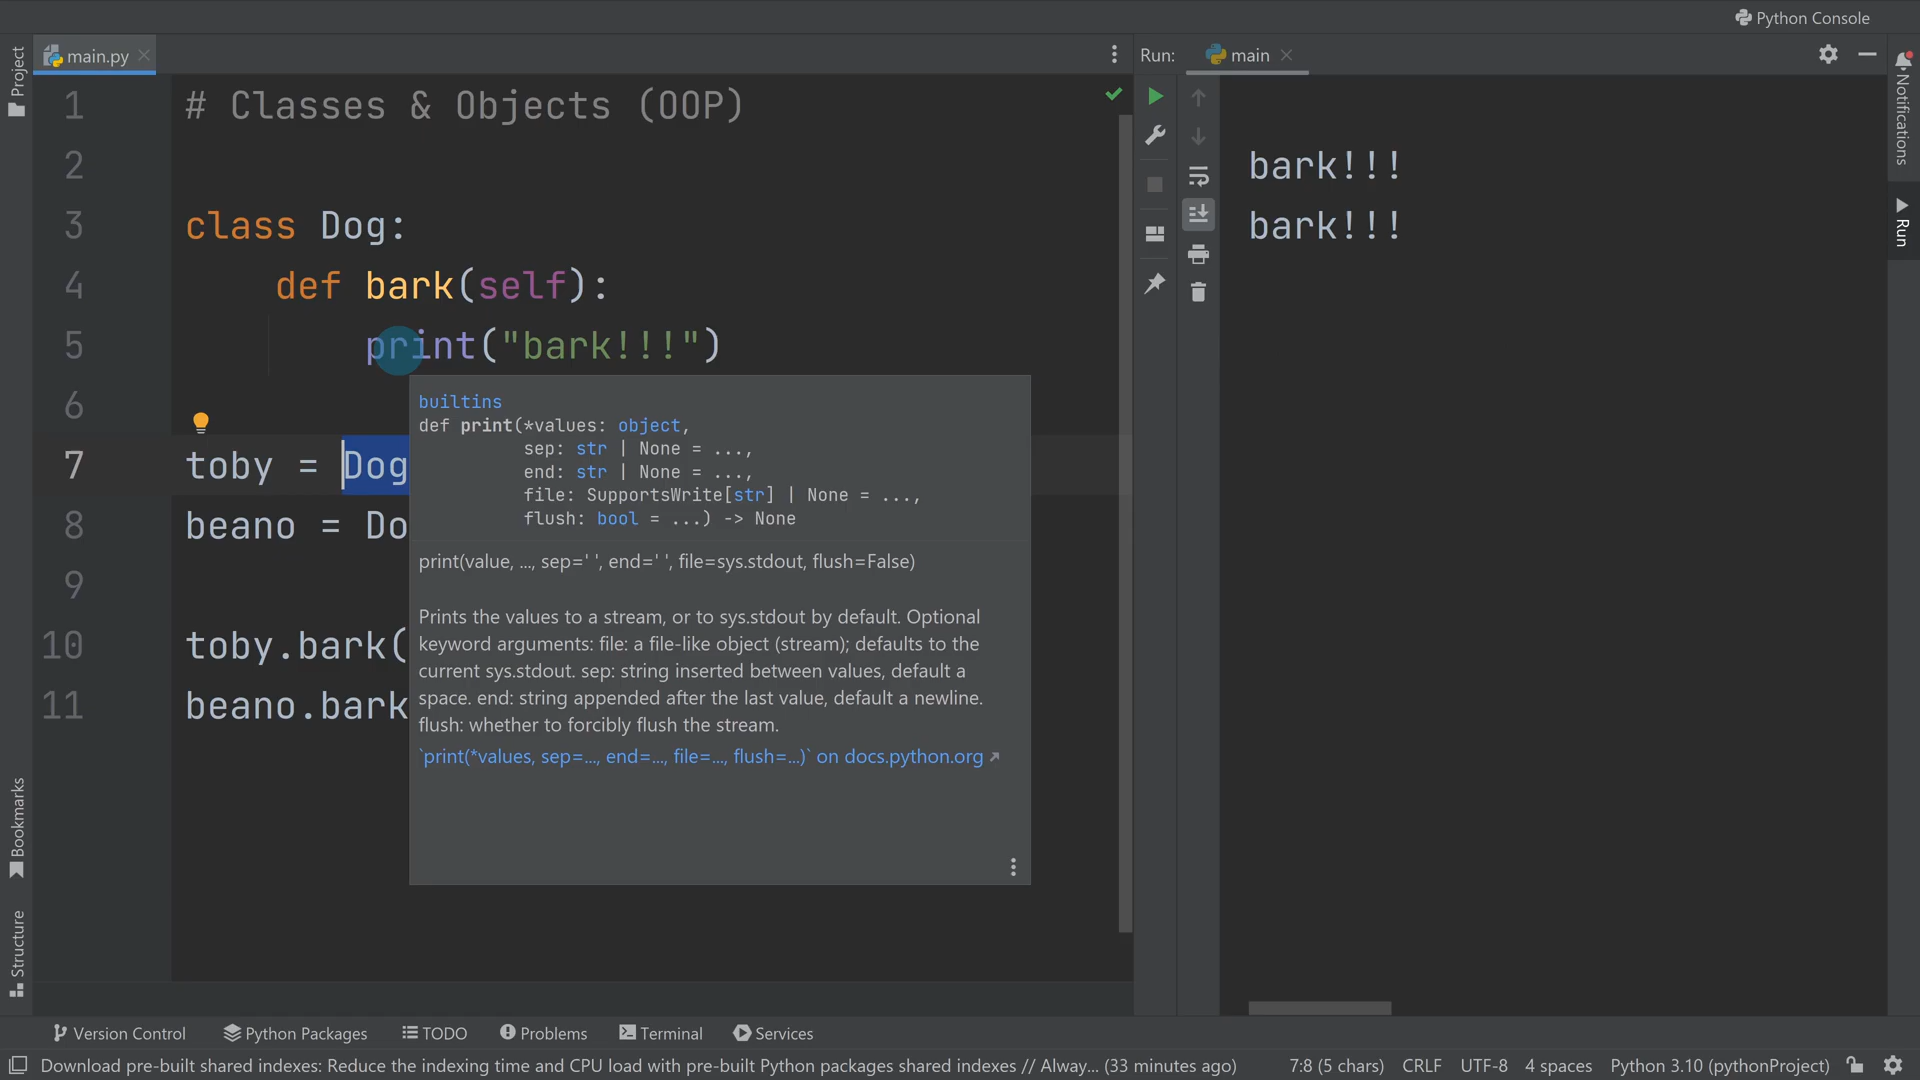 Python Console
Project
main.py
Run:
main
Notifications
Run
1 # Classes & Objects (OOP)
2
3 class Dog:
4 def bark(self):
5 print("bark!!!")
6
7 toby = Dog
8 beano = Do
9
10 toby.bark(
11 beano.bark
builtins
def print(*values: object,
sep: str | None = ...,
end: str | None = ...,
file: SupportsWrite[str] | None = ...,
flush: bool = ...) -> None
print(value, ..., sep=' ', end=' ', file=sys.stdout, flush=False)
Prints the values to a stream, or to sys.stdout by default. Optional
keyword arguments: file: a file-like object (stream); defaults to the
current sys.stdout. sep: string inserted between values, default a
space. end: string appended after the last value, default a newline.
flush: whether to forcibly flush the stream.
`print(*values, sep=..., end=..., file=..., flush=...)` on docs.python.org
bark!!!
bark!!!
Bookmarks
Structure
Version Control
Python Packages
TODO
Problems
Terminal
Services
Download pre-built shared indexes: Reduce the indexing time and CPU load with pre-built Python packages shared indexes // Alway... (33 minutes ago)
7:8 (5 chars)
CRLF
UTF-8
4 spaces
Python 3.10 (pythonProject)